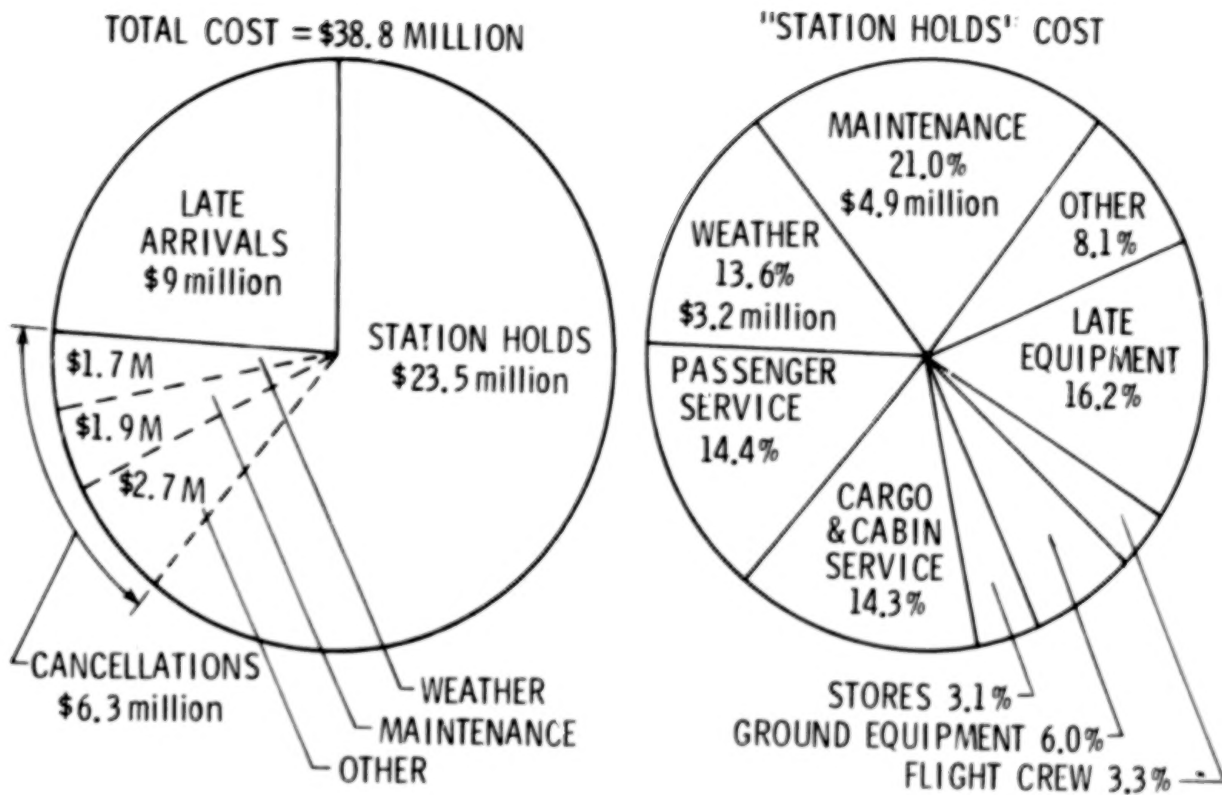 TOTAL COST = $38.8 MILLION
LATE
ARRIVALS
$9 million
STATION HOLDS
$23.5 million
$1.7 M
$1.9 M
$2.7 M
CANCELLATIONS
$6.3 million
WEATHER
MAINTENANCE
OTHER
"STATION HOLDS" COST
MAINTENANCE
21.0%
$4.9 million
OTHER
8.1%
WEATHER
13.6%
$3.2 million
LATE
EQUIPMENT
16.2%
PASSENGER
SERVICE
14.4%
CARGO
& CABIN
SERVICE
14.3%
STORES 3.1%
GROUND EQUIPMENT 6.0%
FLIGHT CREW 3.3%